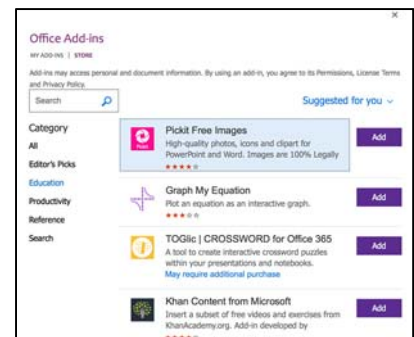 Office Add-ins
MY ADD-INS | STORE
Add-ins may access personal and document information. By using an add-in, you agree to its Permissions, License Terms
and Privacy Policy.
Search
Suggested for you
Category
All
Editor's Picks
Education
Productivity
Reference
Search
Pickit Free Images
High-quality photos, icons and clipart for
PowerPoint and Word. Images are 100% Legally
Add
Graph My Equation
Plot an equation as an interactive graph.
Add
TOGlic | CROSSWORD for Office 365
A tool to create interactive crossword puzzles
within your presentations and notebooks.
May require additional purchase
Add
Khan Content from Microsoft
Insert a subset of free videos and exercises from
KhanAcademy.org. Add-in developed by
Add